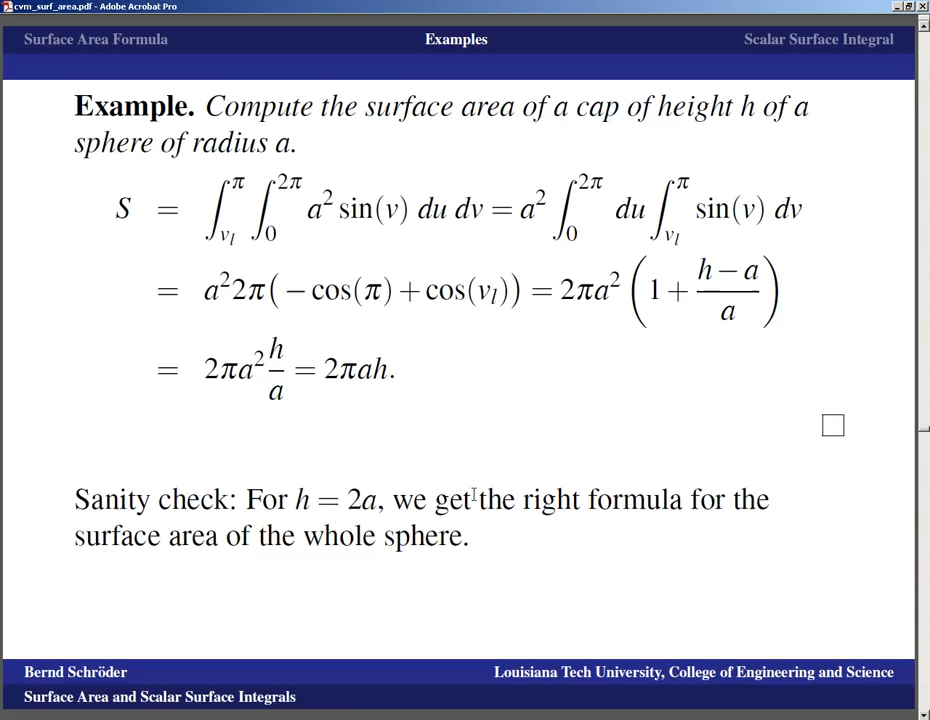 cvm_surf_area.pdf - Adobe Acrobat Pro
Surface Area Formula Examples Scalar Surface Integral
Example. Compute the surface area of a cap of height h of a
sphere of radius a.
S = ∫_{v_l}^{π} ∫_0^{2π} a² sin(v) du dv = a² ∫_0^{2π} du ∫_{v_l}^{π} sin(v) dv
= a²2π(−cos(π)+cos(v_l)) = 2πa² (1 + (h−a)/a)
= 2πa² h/a = 2πah.
Sanity check: For h = 2a, we get the right formula for the
surface area of the whole sphere.
Bernd Schröder Louisiana Tech University, College of Engineering and Science
Surface Area and Scalar Surface Integrals